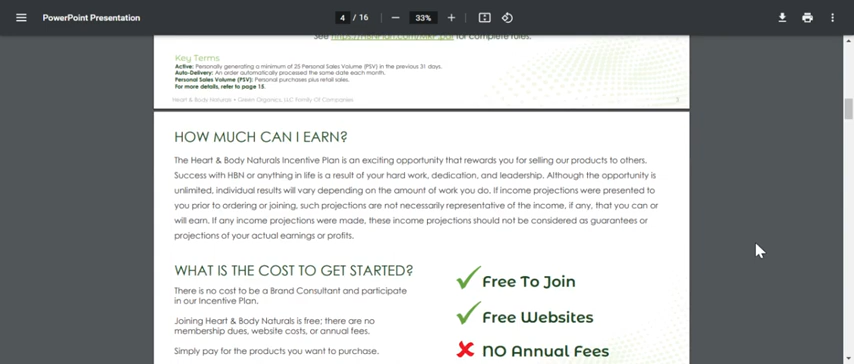 PowerPoint Presentation
4 / 16
33%
See https://hbnplan.com/MRP.pdf for complete rules.
Key Terms
Active: Personally generating a minimum of 25 Personal Sales Volume (PSV) in the previous 31 days.
Auto-Delivery: An order automatically processed the same date each month.
Personal Sales Volume (PSV): Personal purchases plus retail sales.
For more details, refer to page 15.
Heart & Body Naturals • Green Organics, LLC Family Of Companies
HOW MUCH CAN I EARN?
The Heart & Body Naturals Incentive Plan is an exciting opportunity that rewards you for selling our products to others.
Success with HBN or anything in life is a result of your hard work, dedication, and leadership. Although the opportunity is
unlimited, individual results will vary depending on the amount of work you do. If income projections were presented to
you prior to ordering or joining, such projections are not necessarily representative of the income, if any, that you can or
will earn. If any income projections were made, these income projections should not be considered as guarantees or
projections of your actual earnings or profits.
WHAT IS THE COST TO GET STARTED?
There is no cost to be a Brand Consultant and participate
in our Incentive Plan.
Joining Heart & Body Naturals is free; there are no
membership dues, website costs, or annual fees.
Simply pay for the products you want to purchase.
Free To Join
Free Websites
NO Annual Fees